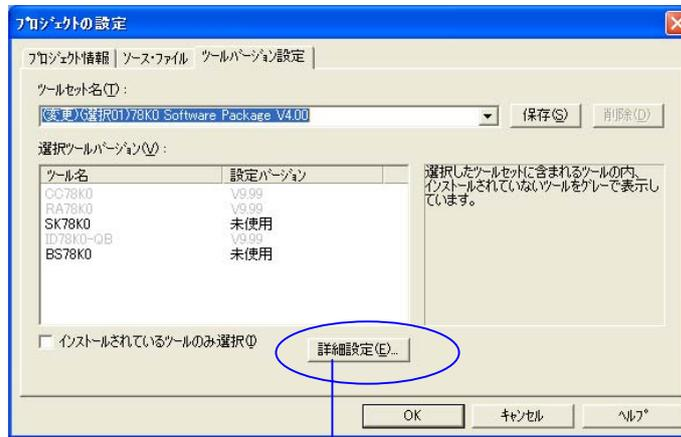 プロジェクトの設定
プロジェクト情報 ソース・ファイル ツールバージョン設定
ツールセット名(T):
(変更)(選択01)78K0 Software Package V4.00
保存(S)
削除(D)
選択ツールバージョン(V):
ツール名 設定バージョン
CC78K0 V9.99
RA78K0 V9.99
SK78K0 未使用
ID78K0-QB V9.99
BS78K0 未使用
選択したツールセットに含まれるツールの内、
インストールされていないツールをグレーで表示し
ています。
インストールされているツールのみ選択(I)
詳細設定(E)...
OK キャンセル ヘルプ